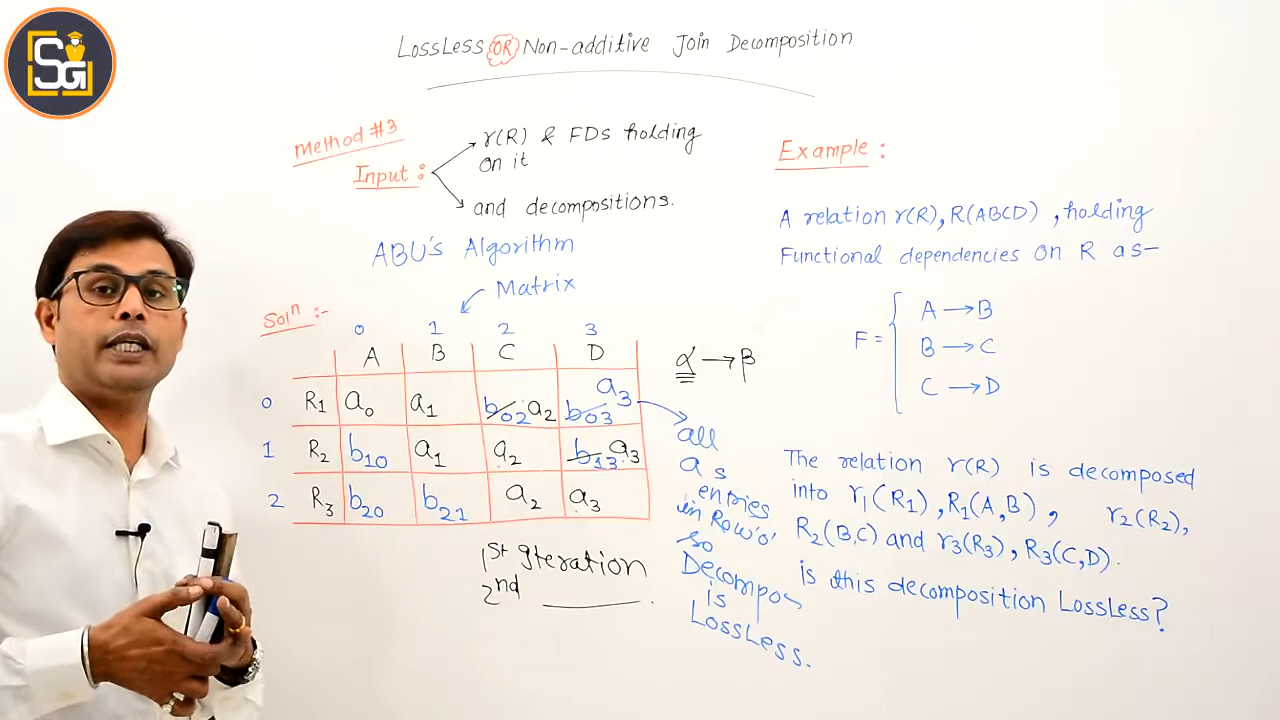 SG
LossLess OR Non-additive Join Decomposition
Method #3
Input :
r(R) & FDs holding
on it
and decompositions.
ABU's Algorithm
Matrix
Solⁿ :-
0 1 2 3
A B C D
0 R1 a0 a1 b02 a2 b03 a3
1 R2 b10 a1 a2 b13 a3
2 R3 b20 b21 a2 a3
1st Iteration
2nd
α → β
all
a s
entries
in Row '0'
so
Decompos
is
LossLess.
Example :
A relation r(R), R(ABCD) , holding
Functional dependencies on R as-
F = {
A → B
B → C
C → D
The relation r(R) is decomposed
into r1(R1), R1(A,B) , r2(R2),
R2(B,C) and r3(R3), R3(C,D).
is this decomposition LossLess?